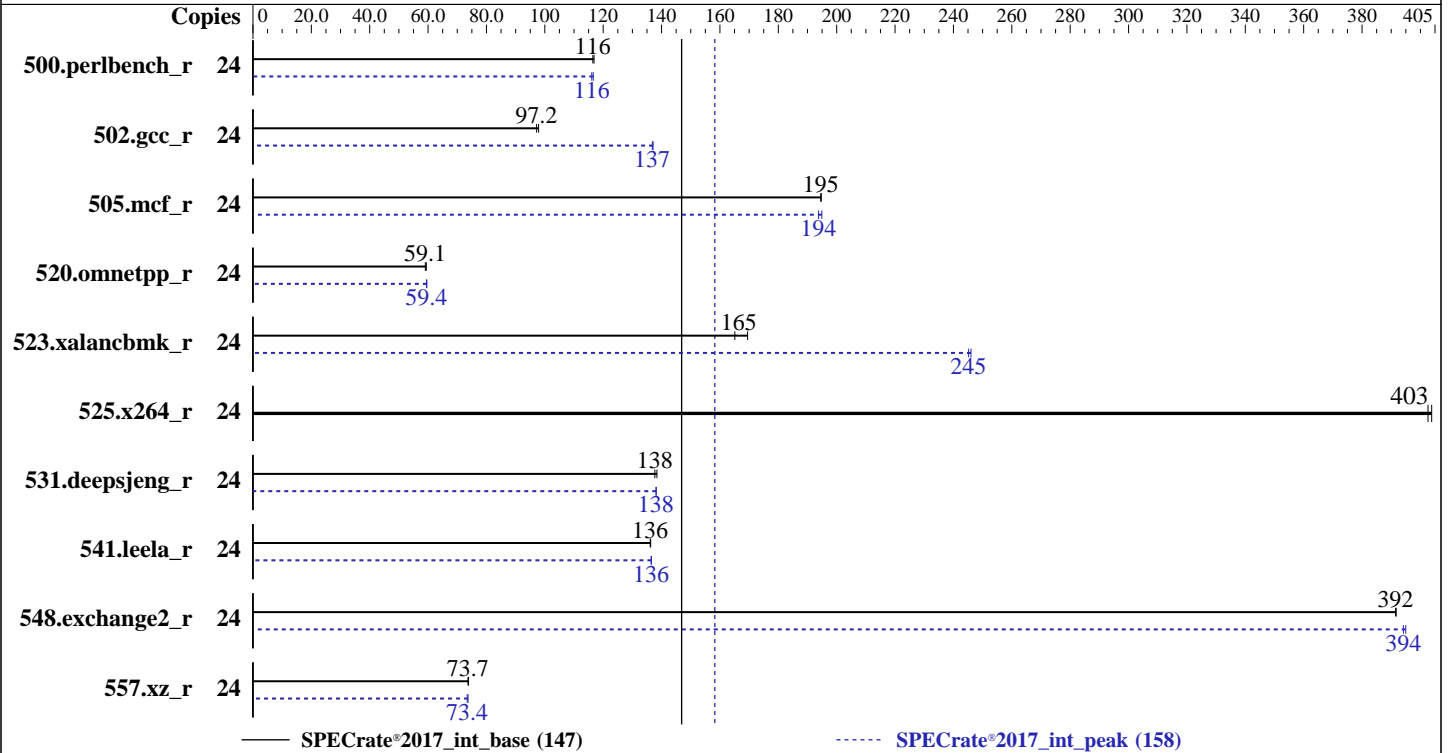 Copies 0 20.0 40.0 60.0 80.0 100 120 140 160 180 200 220 240 260 280 300 320 340 360 380 405
116
500.perlbench_r 24
116
97.2
502.gcc_r 24
137
195
505.mcf_r 24
194
59.1
520.omnetpp_r 24
59.4
165
523.xalancbmk_r 24
245
403
525.x264_r 24
138
531.deepsjeng_r 24
138
136
541.leela_r 24
136
392
548.exchange2_r 24
394
73.7
557.xz_r 24
73.4
SPECrate®2017_int_base (147) SPECrate®2017_int_peak (158)